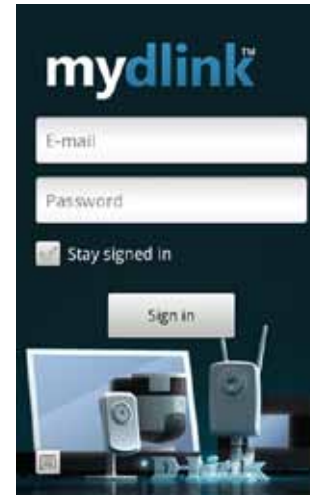 mydlink™
E-mail
Password
Stay signed in
Sign in
D-Link